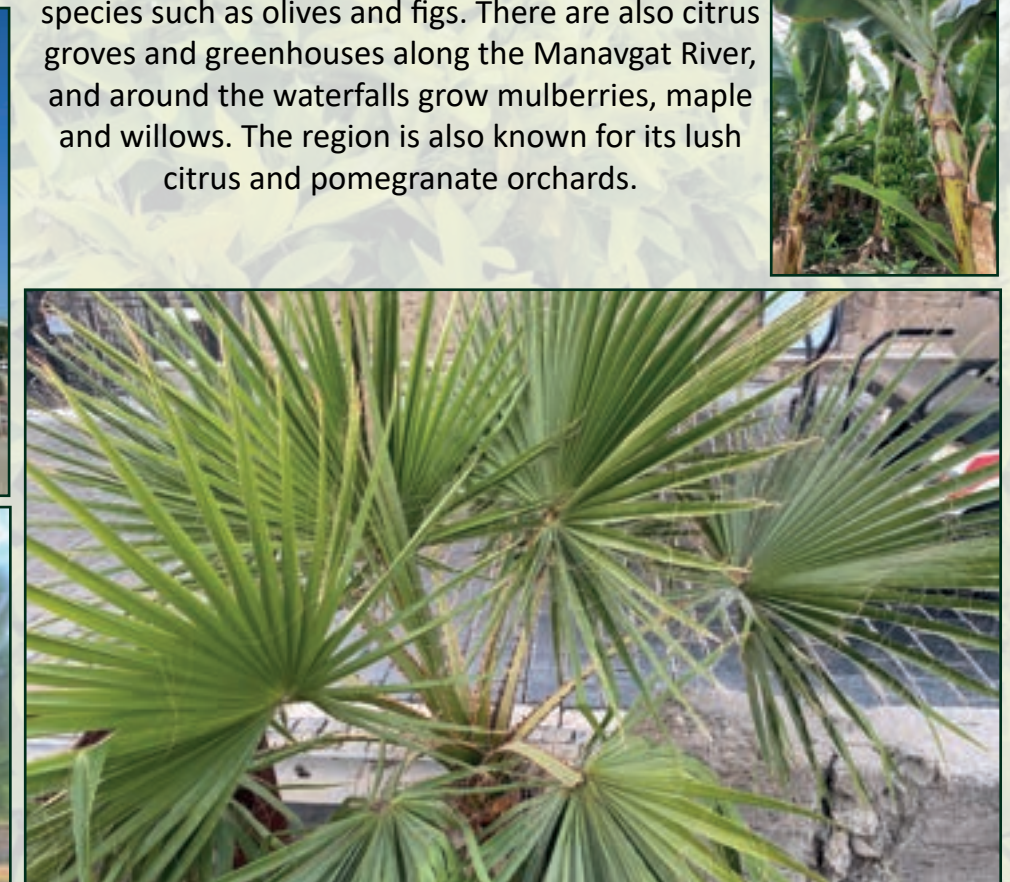 species such as olives and figs. There are also citrus
groves and greenhouses along the Manavgat River,
and around the waterfalls grow mulberries, maple
and willows. The region is also known for its lush
citrus and pomegranate orchards.